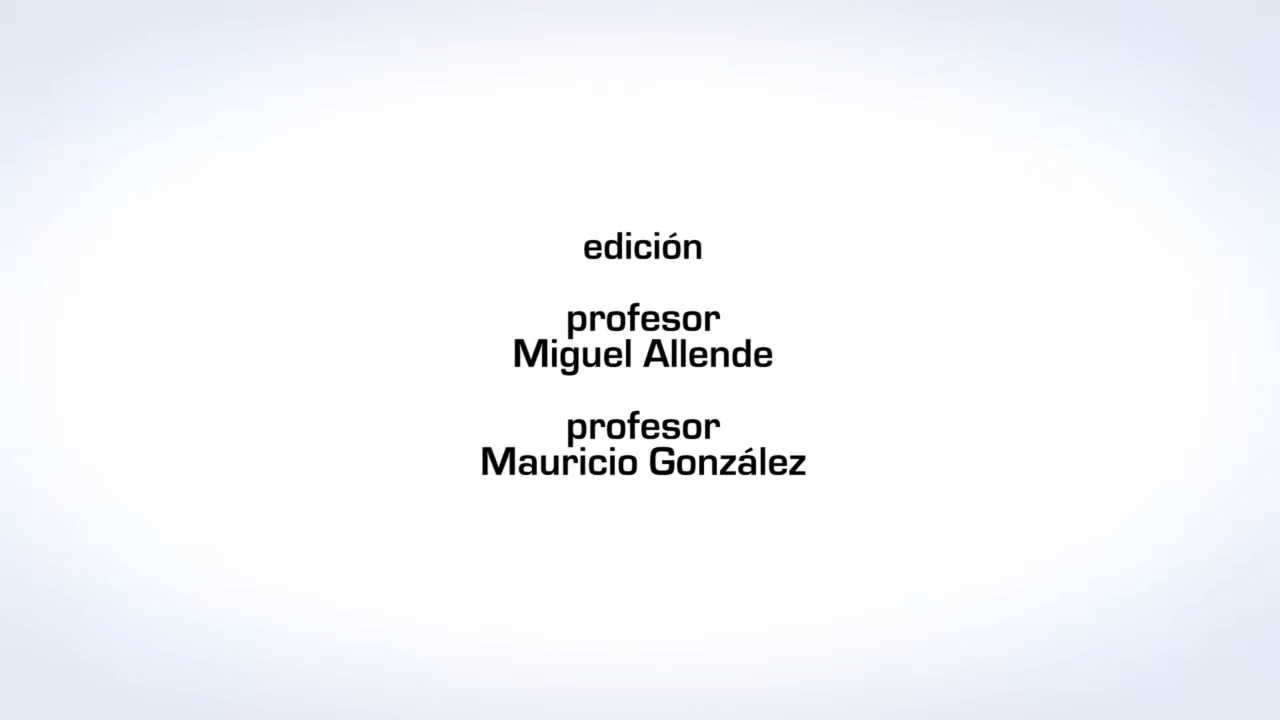 edición
profesor
Miguel Allende
profesor
Mauricio González